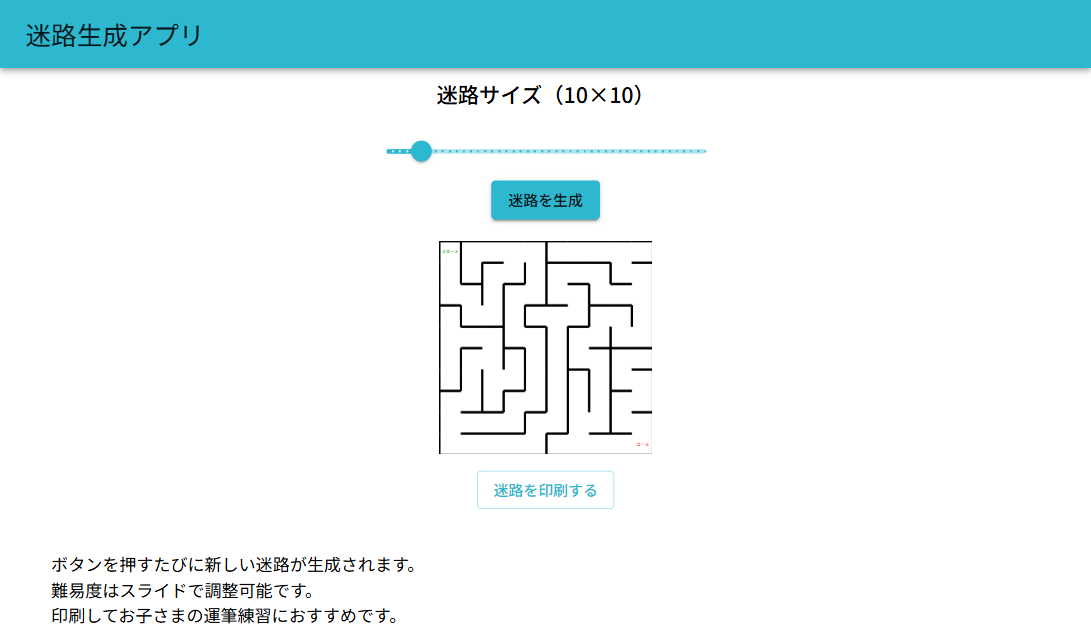 迷路生成アプリ
迷路サイズ（10×10）
迷路を生成
スタート
ゴール
迷路を印刷する
ボタンを押すたびに新しい迷路が生成されます。
難易度はスライドで調整可能です。
印刷してお子さまの運筆練習におすすめです。